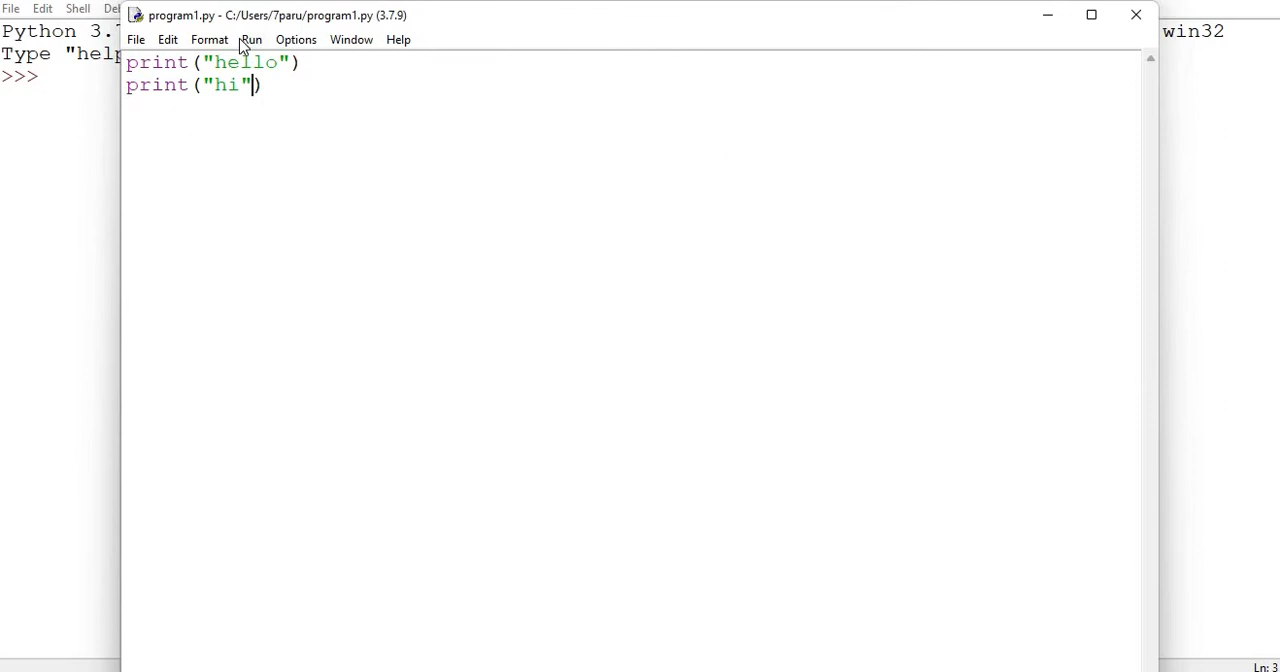 File Edit Shell
Python 3.
Type "help
>>>
program1.py - C:/Users/7paru/program1.py (3.7.9)
File Edit Format Run Options Window Help
print("hello")
print("hi")
win32
Ln: 3